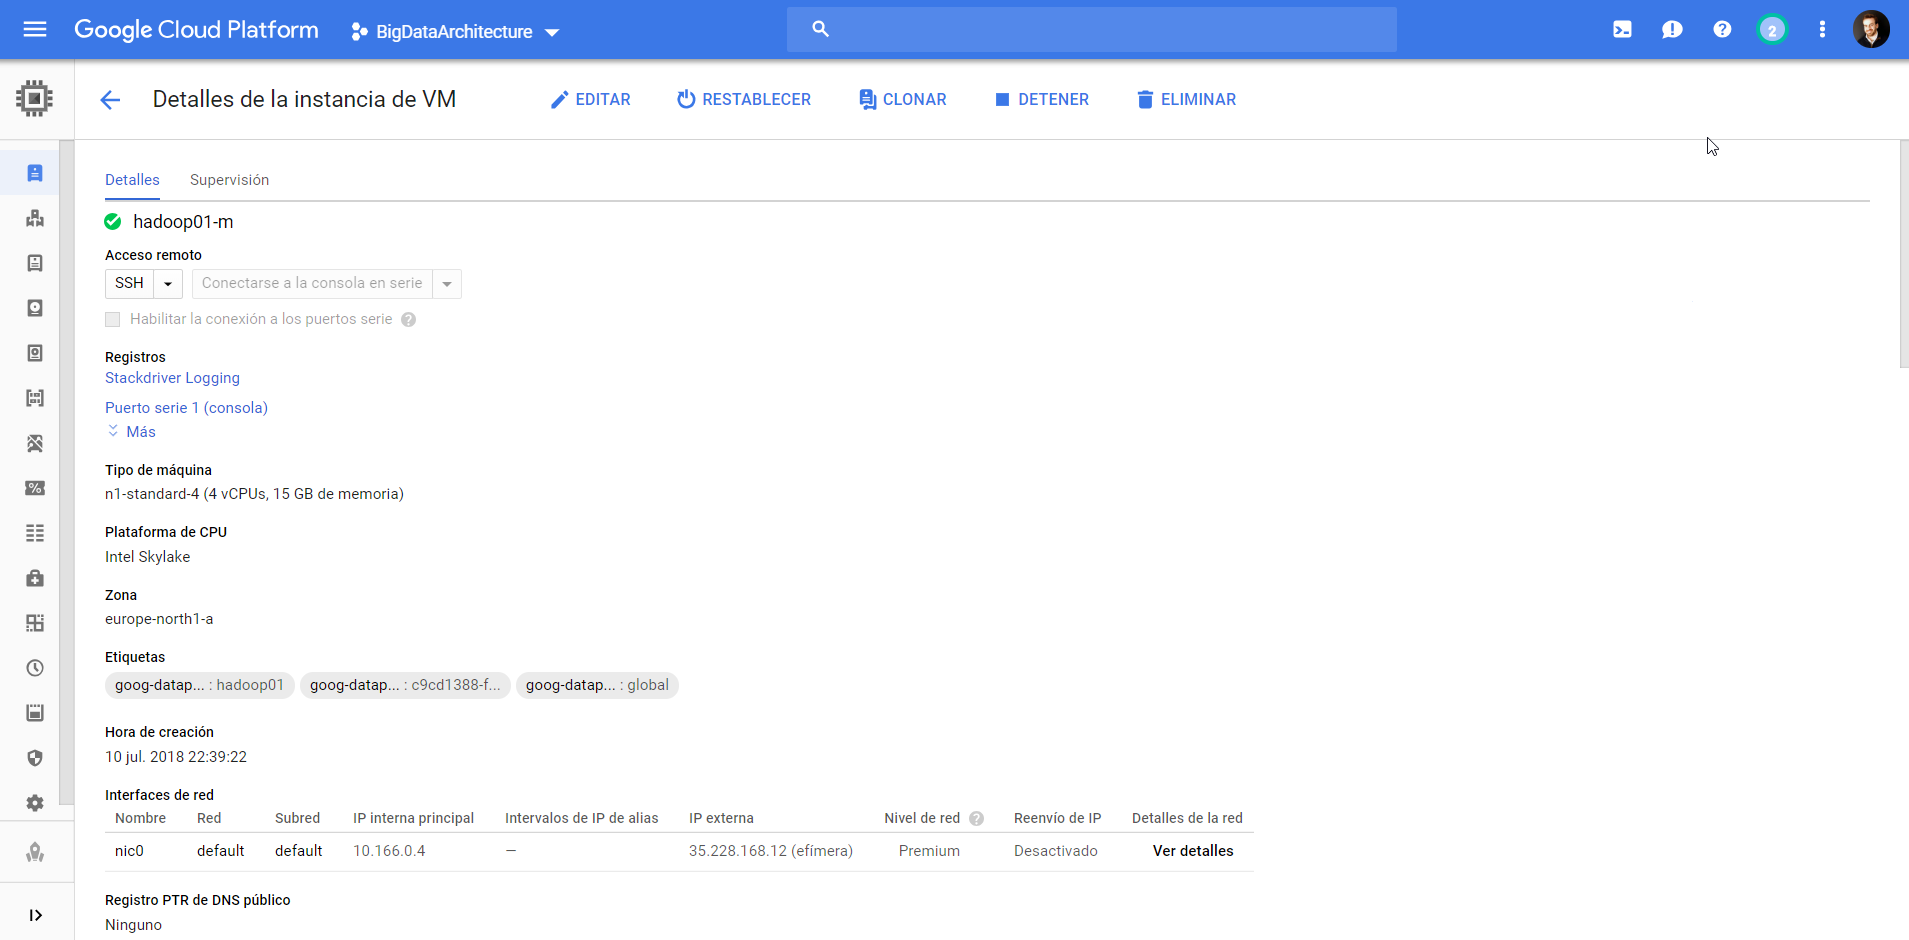 Google Cloud Platform BigDataArchitecture 2
Detalles de la instancia de VM EDITAR RESTABLECER CLONAR DETENER ELIMINAR
Detalles Supervisión
hadoop01-m
Acceso remoto
SSH Conectarse a la consola en serie
Habilitar la conexión a los puertos serie ?
Registros
Stackdriver Logging
Puerto serie 1 (consola)
Más
Tipo de máquina
n1-standard-4 (4 vCPUs, 15 GB de memoria)
Plataforma de CPU
Intel Skylake
Zona
europe-north1-a
Etiquetas
goog-datap... : hadoop01 goog-datap... : c9cd1388-f... goog-datap... : global
Hora de creación
10 jul. 2018 22:39:22
Interfaces de red
Nombre Red Subred IP interna principal Intervalos de IP de alias IP externa Nivel de red ? Reenvío de IP Detalles de la red
nic0 default default 10.166.0.4 — 35.228.168.12 (efímera) Premium Desactivado Ver detalles
Registro PTR de DNS público
Ninguno